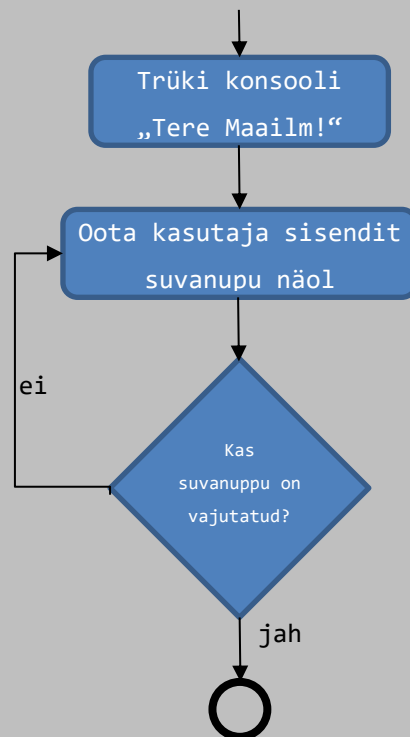 Trüki konsooli
„Tere Maailm!“
Oota kasutaja sisendit
suvanupu näol
ei
Kas
suvanuppu on
vajutatud?
jah